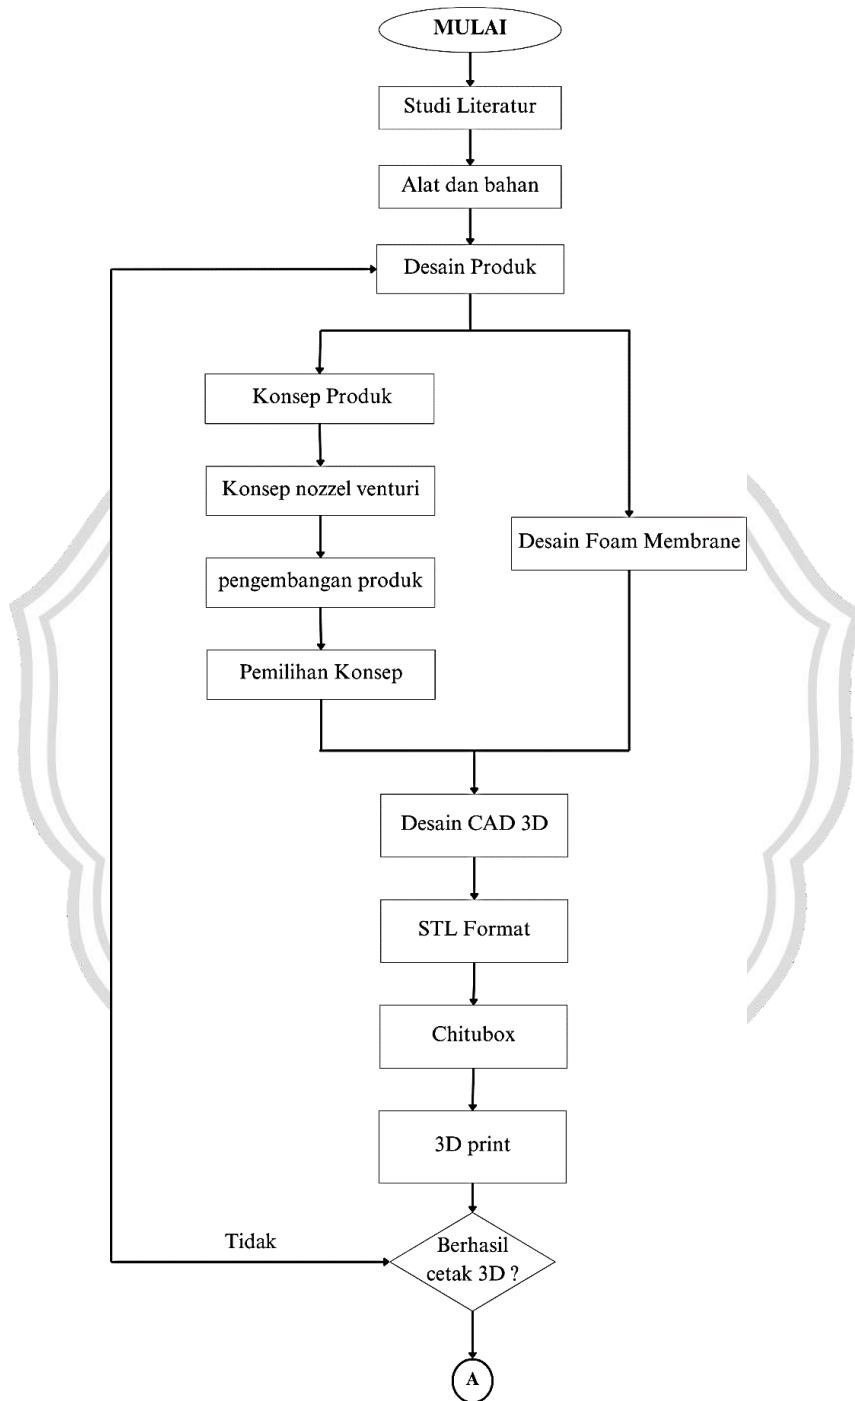 MULAI
Studi Literatur
Alat dan bahan
Desain Produk
Konsep Produk
Konsep nozzel venturi
Desain Foam Membrane
pengembangan produk
Pemilihan Konsep
Desain CAD 3D
STL Format
Chitubox
3D print
Tidak
Berhasil
cetak 3D ?
A